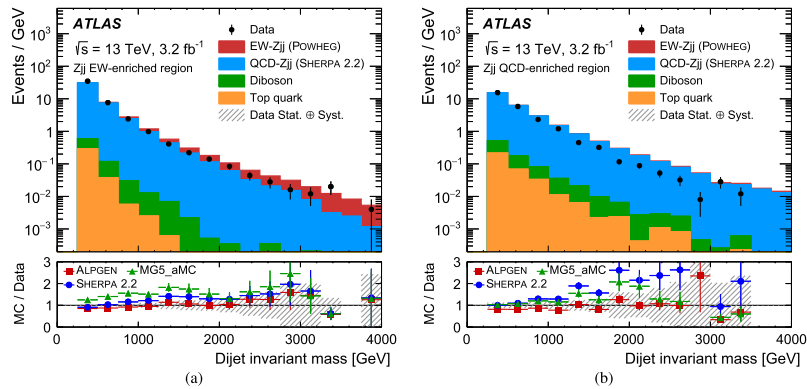 ATLAS
√s = 13 TeV, 3.2 fb⁻¹
Zjj EW-enriched region
Data
EW-Zjj (POWHEG)
QCD-Zjj (SHERPA 2.2)
Diboson
Top quark
Data Stat. ⊕ Syst.
Events / GeV
10³
10²
10
1
10⁻¹
10⁻²
10⁻³
ALPGEN
MG5_aMC
SHERPA 2.2
MC / Data
3
2
1
0
0 1000 2000 3000 4000
Dijet invariant mass [GeV]
(a)
ATLAS
√s = 13 TeV, 3.2 fb⁻¹
Zjj QCD-enriched region
Data
EW-Zjj (POWHEG)
QCD-Zjj (SHERPA 2.2)
Diboson
Top quark
Data Stat. ⊕ Syst.
Events / GeV
10³
10²
10
1
10⁻¹
10⁻²
10⁻³
ALPGEN
MG5_aMC
SHERPA 2.2
MC / Data
3
2
1
0
0 1000 2000 3000 4000
Dijet invariant mass [GeV]
(b)